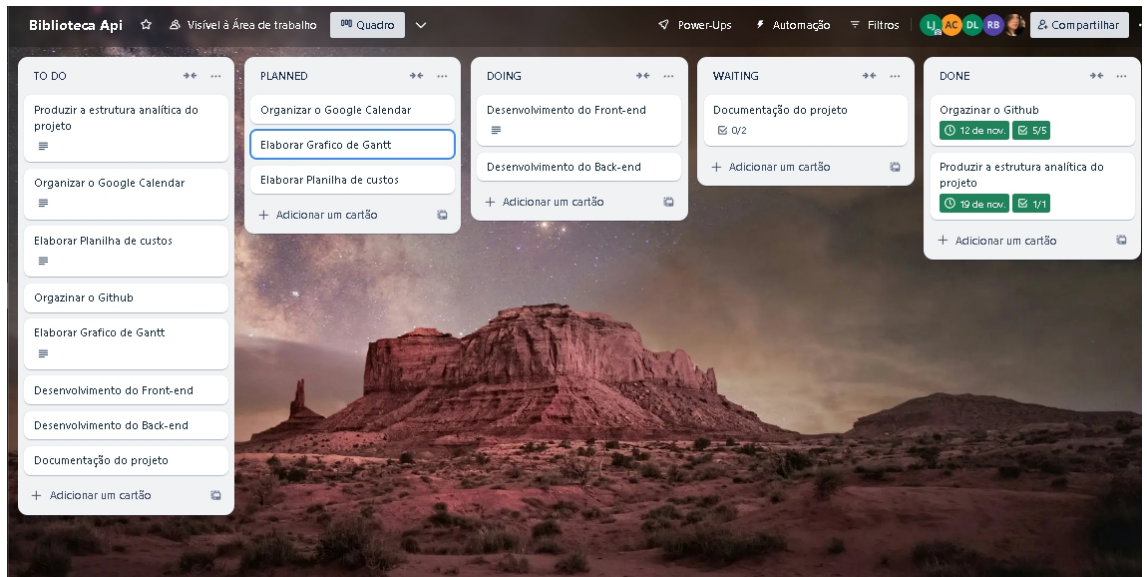 Biblioteca Api
Visível à Área de trabalho
Quadro
Power-Ups
Automação
Filtros
LJ
AC
DL
RB
Compartilhar
TO DO
Produzir a estrutura analítica do
projeto
Organizar o Google Calendar
Elaborar Planilha de custos
Orgazinar o Github
Elaborar Grafico de Gantt
Desenvolvimento do Front-end
Desenvolvimento do Back-end
Documentação do projeto
+ Adicionar um cartão
PLANNED
Organizar o Google Calendar
Elaborar Grafico de Gantt
Elaborar Planilha de custos
+ Adicionar um cartão
DOING
Desenvolvimento do Front-end
Desenvolvimento do Back-end
+ Adicionar um cartão
WAITING
Documentação do projeto
0/2
+ Adicionar um cartão
DONE
Orgazinar o Github
12 de nov. 5/5
Produzir a estrutura analítica do
projeto
19 de nov. 1/1
+ Adicionar um cartão